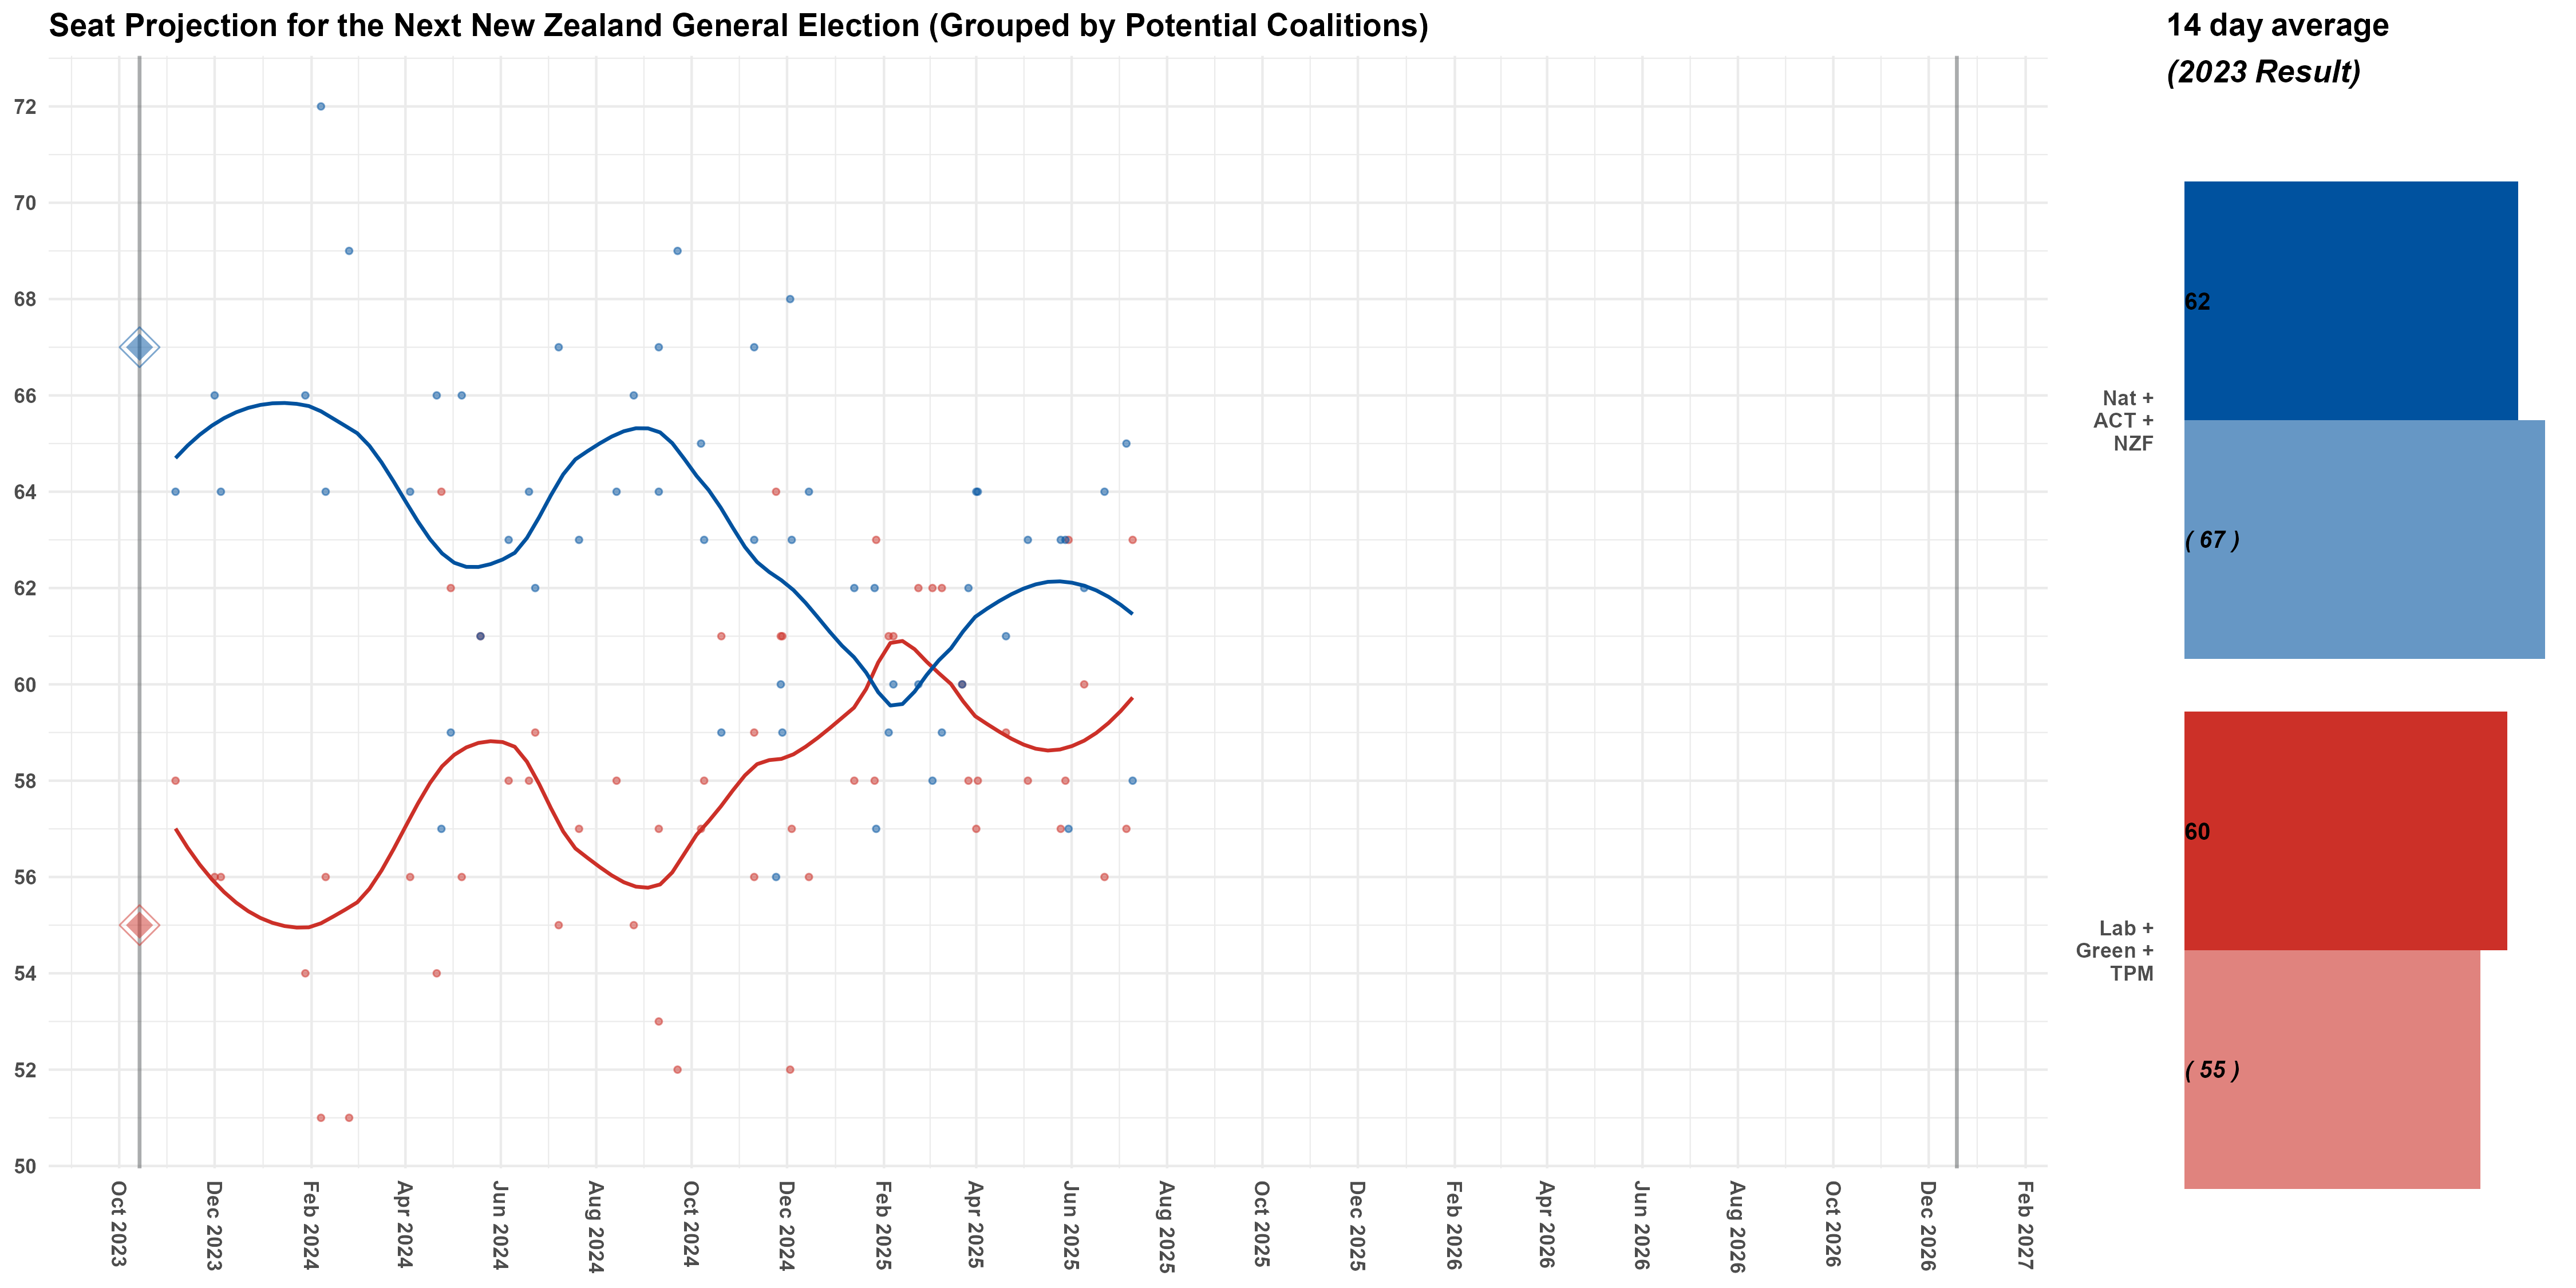 Seat Projection for the Next New Zealand General Election (Grouped by Potential Coalitions)
72
70
68
66
64
62
60
58
56
54
52
50
Oct 2023
Dec 2023
Feb 2024
Apr 2024
Jun 2024
Aug 2024
Oct 2024
Dec 2024
Feb 2025
Apr 2025
Jun 2025
Aug 2025
Oct 2025
Dec 2025
Feb 2026
Apr 2026
Jun 2026
Aug 2026
Oct 2026
Dec 2026
Feb 2027
14 day average
(2023 Result)
Nat +
ACT +
NZF
62
( 67 )
Lab +
Green +
TPM
60
( 55 )